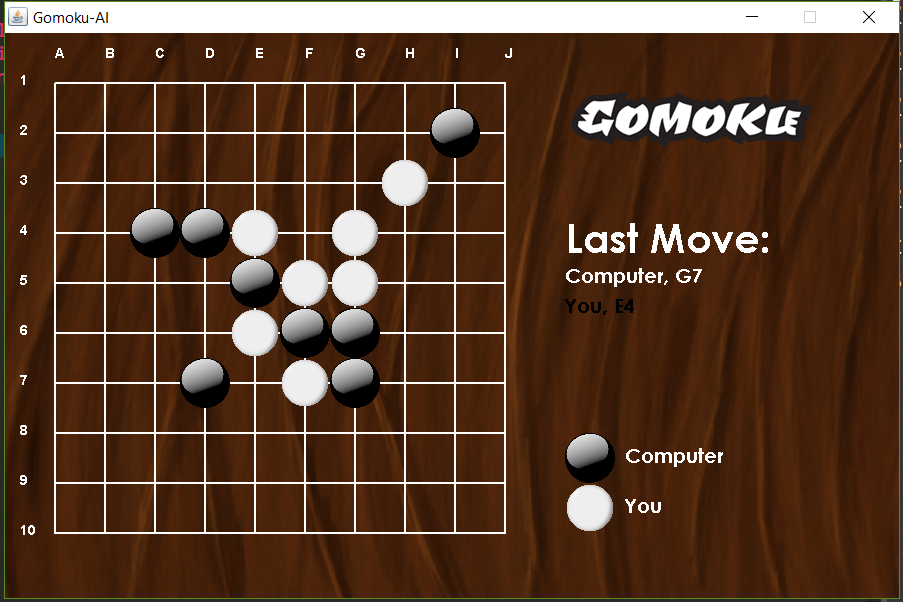 Gomoku-AI
A B C D E F G H I J
1
2
3
4
5
6
7
8
9
10
GOMOKU
Last Move:
Computer, G7
You, E4
Computer
You